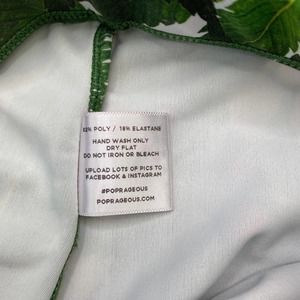 82% POLY / 18% ELASTANE
HAND WASH ONLY
DRY FLAT
DO NOT IRON OR BLEACH
UPLOAD LOTS OF PICS TO
FACEBOOK & INSTAGRAM
#POPRAGEOUS
POPRAGEOUS.COM